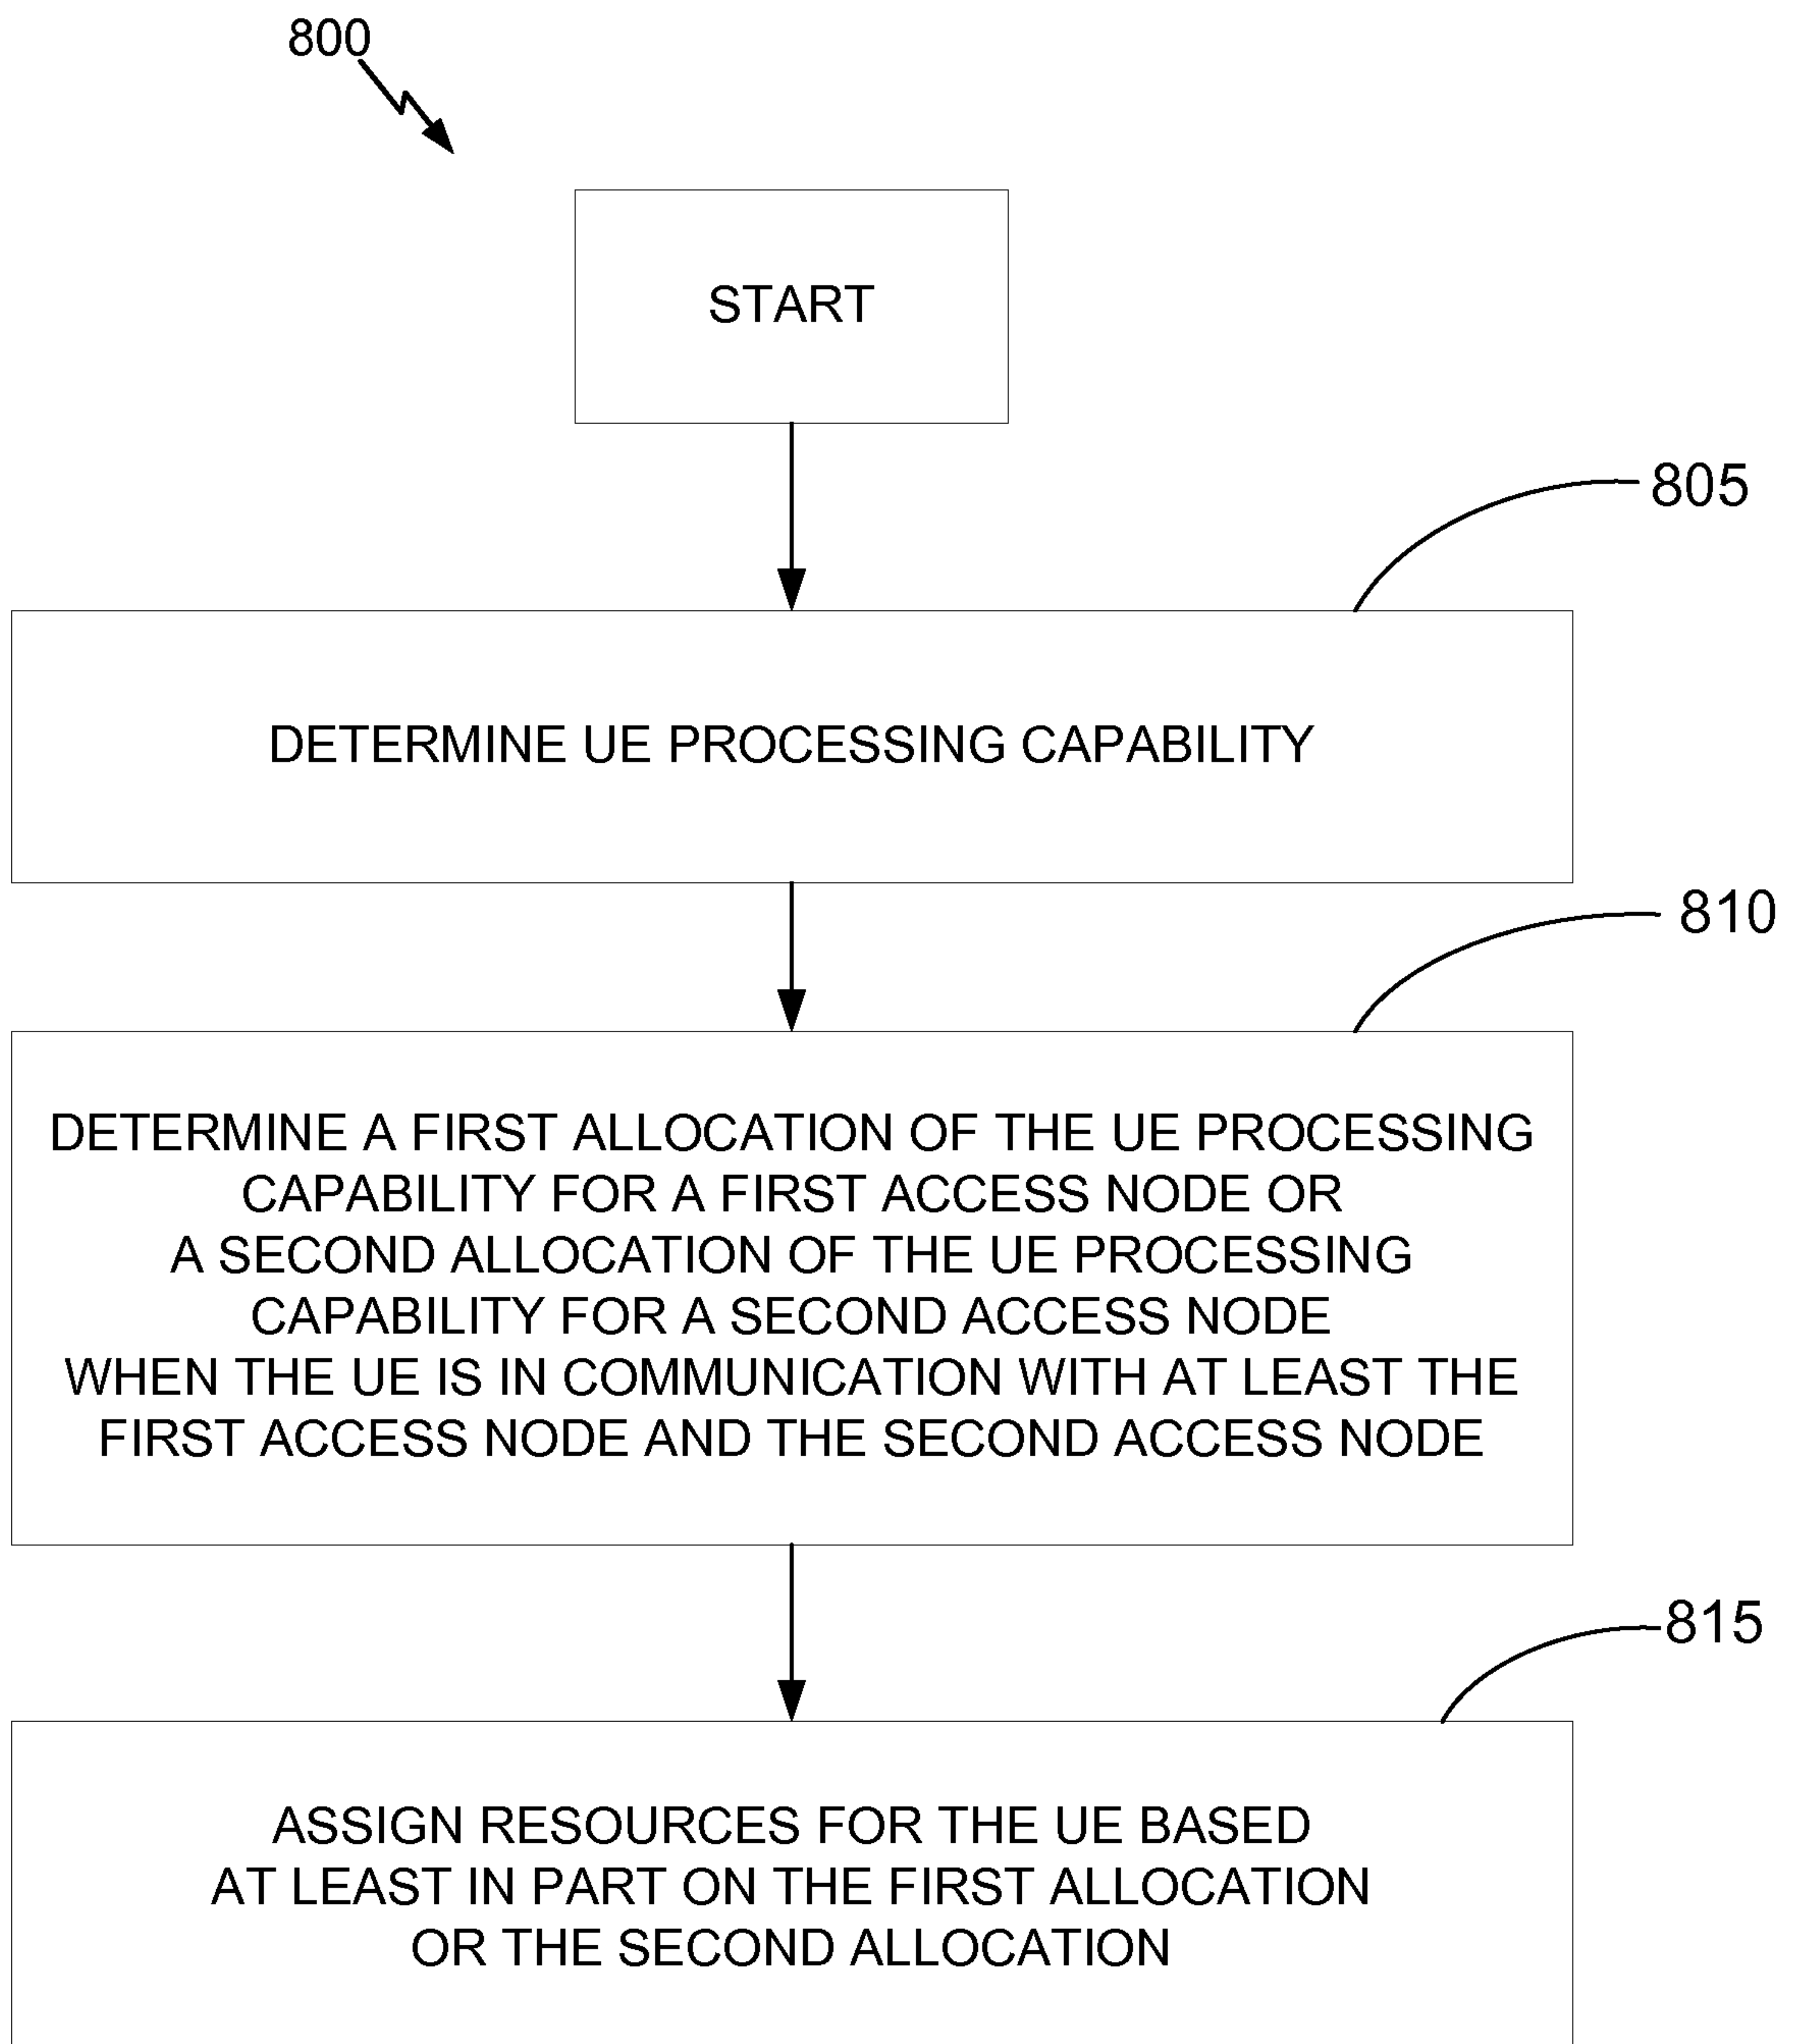 800
START
805
DETERMINE UE PROCESSING CAPABILITY
810
DETERMINE A FIRST ALLOCATION OF THE UE PROCESSING
CAPABILITY FOR A FIRST ACCESS NODE OR
A SECOND ALLOCATION OF THE UE PROCESSING
CAPABILITY FOR A SECOND ACCESS NODE
WHEN THE UE IS IN COMMUNICATION WITH AT LEAST THE
FIRST ACCESS NODE AND THE SECOND ACCESS NODE
815
ASSIGN RESOURCES FOR THE UE BASED
AT LEAST IN PART ON THE FIRST ALLOCATION
OR THE SECOND ALLOCATION